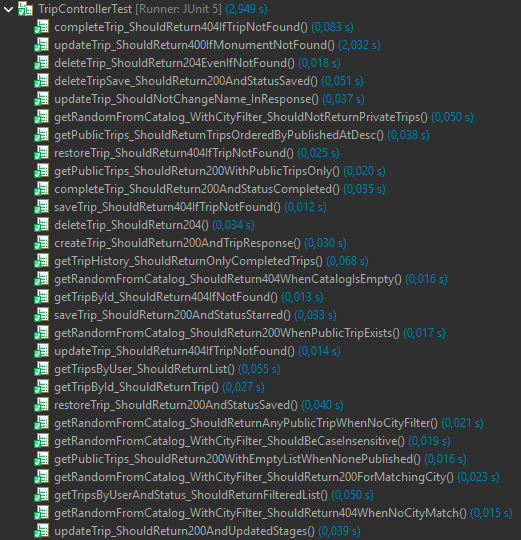 TripControllerTest [Runner: JUnit 5] (2,949 s)
completeTrip_ShouldReturn404IfTripNotFound() (0,083 s)
updateTrip_ShouldReturn400IfMonumentNotFound() (2,032 s)
deleteTrip_ShouldReturn204EvenIfNotFound() (0,018 s)
deleteTripSave_ShouldReturn200AndStatusSaved() (0,051 s)
updateTrip_ShouldNotChangeName_InResponse() (0,037 s)
getRandomFromCatalog_WithCityFilter_ShouldNotReturnPrivateTrips() (0,050 s)
getPublicTrips_ShouldReturnTripsOrderedByPublishedAtDesc() (0,038 s)
restoreTrip_ShouldReturn404IfTripNotFound() (0,025 s)
getPublicTrips_ShouldReturn200WithPublicTripsOnly() (0,020 s)
completeTrip_ShouldReturn200AndStatusCompleted() (0,035 s)
saveTrip_ShouldReturn404IfTripNotFound() (0,012 s)
deleteTrip_ShouldReturn204() (0,034 s)
createTrip_ShouldReturn200AndTripResponse() (0,030 s)
getTripHistory_ShouldReturnOnlyCompletedTrips() (0,068 s)
getRandomFromCatalog_ShouldReturn404WhenCatalogIsEmpty() (0,016 s)
getTripById_ShouldReturn404IfNotFound() (0,013 s)
saveTrip_ShouldReturn200AndStatusStarred() (0,033 s)
getRandomFromCatalog_ShouldReturn200WhenPublicTripExists() (0,017 s)
updateTrip_ShouldReturn404IfTripNotFound() (0,014 s)
getTripsByUser_ShouldReturnList() (0,055 s)
getTripById_ShouldReturnTrip() (0,027 s)
restoreTrip_ShouldReturn200AndStatusSaved() (0,040 s)
getRandomFromCatalog_ShouldReturnAnyPublicTripWhenNoCityFilter() (0,021 s)
getRandomFromCatalog_WithCityFilter_ShouldBeCaseInsensitive() (0,019 s)
getPublicTrips_ShouldReturn200WithEmptyListWhenNonePublished() (0,016 s)
getRandomFromCatalog_WithCityFilter_ShouldReturn200ForMatchingCity() (0,023 s)
getTripsByUserAndStatus_ShouldReturnFilteredList() (0,050 s)
getRandomFromCatalog_WithCityFilter_ShouldReturn404WhenNoCityMatch() (0,015 s)
updateTrip_ShouldReturn200AndUpdatedStages() (0,039 s)